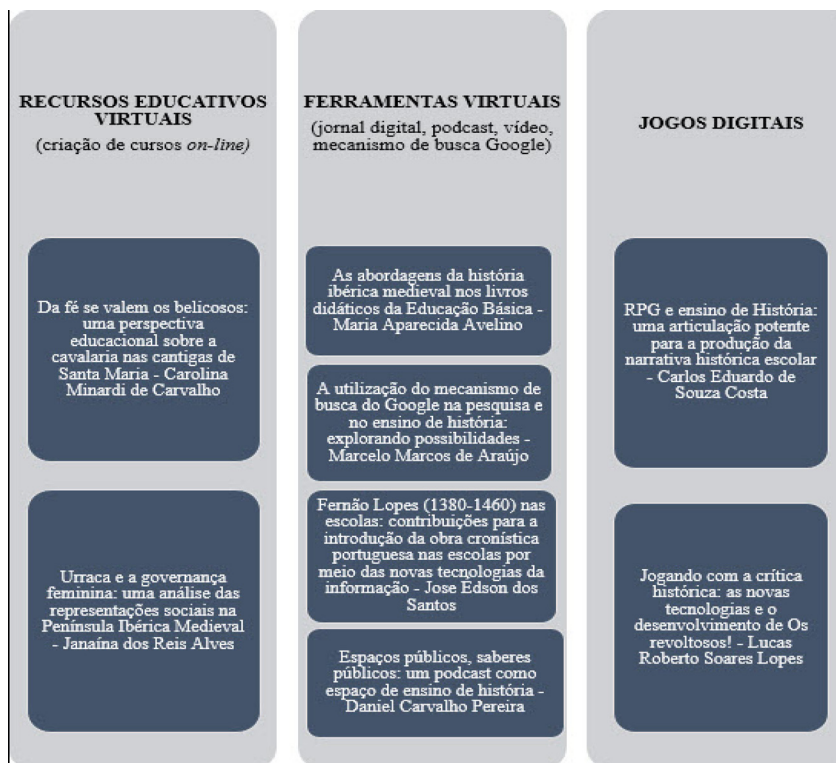 RECURSOS EDUCATIVOS
VIRTUAIS
(criação de cursos on-line)
Da fé se valem os belicosos:
uma perspectiva
educacional sobre a
cavalaria nas cantigas de
Santa Maria - Carolina
Minardi de Carvalho
Urraca e a governança
feminina: uma análise das
representações sociais na
Península Ibérica Medieval
- Janaína dos Reis Alves
FERRAMENTAS VIRTUAIS
(jornal digital, podcast, vídeo,
mecanismo de busca Google)
As abordagens da história
ibérica medieval nos livros
didáticos da Educação Básica -
Maria Aparecida Avelino
A utilização do mecanismo de
busca do Google na pesquisa e
no ensino de história:
explorando possibilidades -
Marcelo Marcos de Araújo
Fernão Lopes (1380-1460) nas
escolas: contribuições para a
introdução da obra cronística
portuguesa nas escolas por
meio das novas tecnologias da
informação - Jose Edson dos
Santos
Espaços públicos, saberes
públicos: um podcast como
espaço de ensino de história -
Daniel Carvalho Pereira
JOGOS DIGITAIS
RPG e ensino de História:
uma articulação potente
para a produção da
narrativa histórica escolar
- Carlos Eduardo de
Souza Costa
Jogando com a crítica
histórica: as novas
tecnologias e o
desenvolvimento de Os
revoltosos! - Lucas
Roberto Soares Lopes